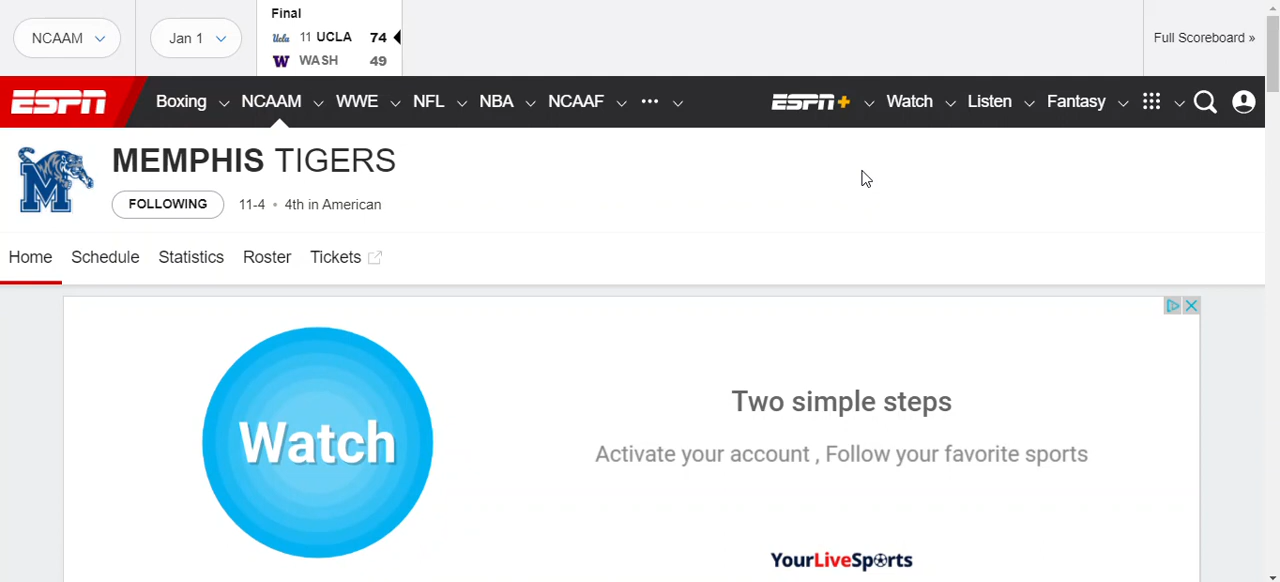 NCAAM
Jan 1
Final
Ucla 11 UCLA 74
W WASH 49
Full Scoreboard »
ESPN Boxing NCAAM WWE NFL NBA NCAAF ••• ESPN+ Watch Listen Fantasy
M
MEMPHIS TIGERS
FOLLOWING 11-4 • 4th in American
Home Schedule Statistics Roster Tickets
Watch
Two simple steps
Activate your account , Follow your favorite sports
YourLiveSports